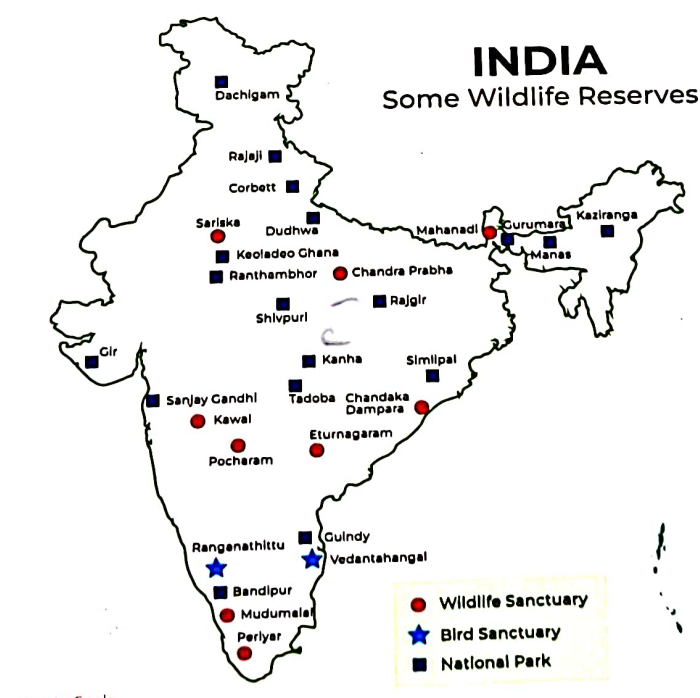 INDIA
Some Wildlife Reserves
Dachigam
Rajaji
Corbett
Dudhwa
Sariska
Keoladeo Ghana
Ranthambhor
Chandra Prabha
Mahanadi
Gurumara
Manas
Kaziranga
Shivpuri
Rajgir
Gir
Kanha
Similpal
Tadoba
Chandaka
Dampara
Sanjay Gandhi
Kawal
Pocharam
Eturnagaram
Ranganathittu
Guindy
Vedantahangal
Bandipur
Mudumalai
Periyar
Wildlife Sanctuary
Bird Sanctuary
National Park